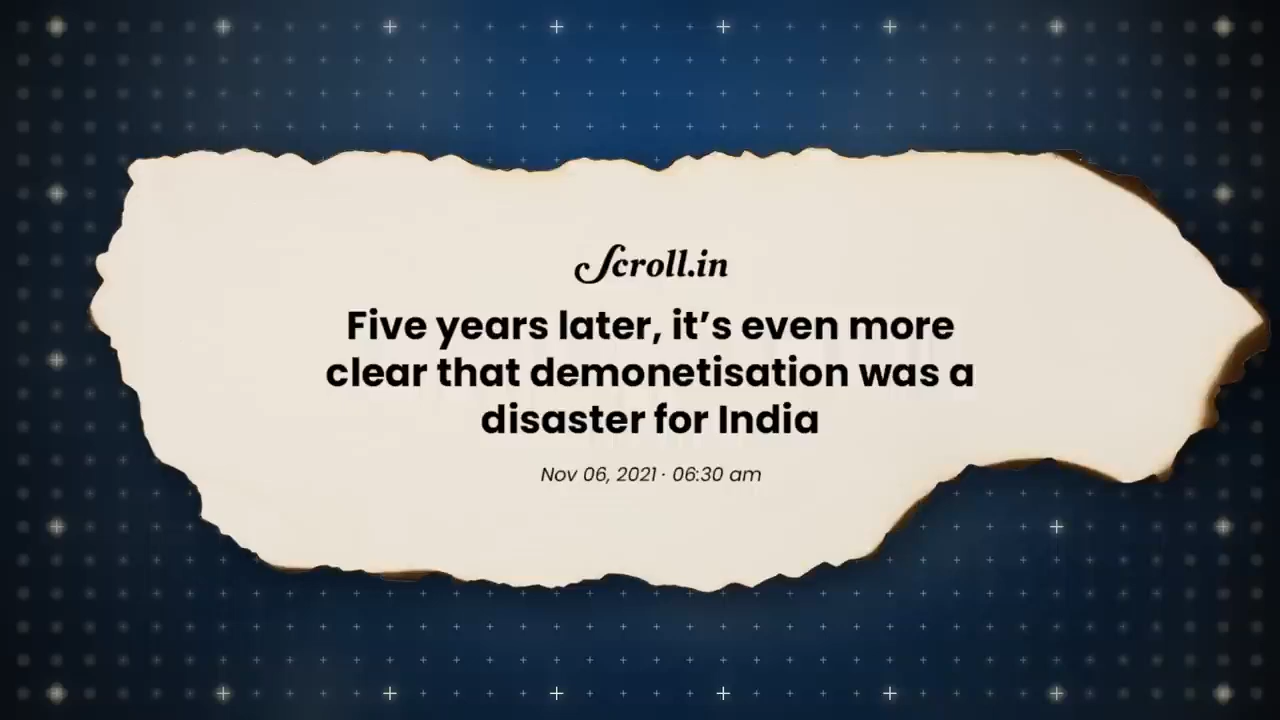 Scroll.in
Five years later, it’s even more
clear that demonetisation was a
disaster for India
Nov 06, 2021 · 06:30 am